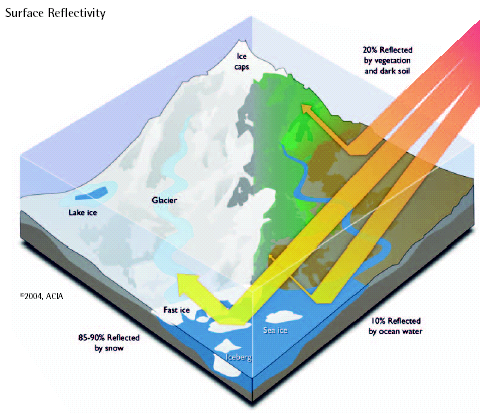 Surface Reflectivity
20% Reflected
by vegetation
and dark soil
Ice
caps
Lake ice
Glacier
©2004, ACIA
Fast ice
Sea ice
10% Reflected
by ocean water
85-90% Reflected
by snow
Iceberg